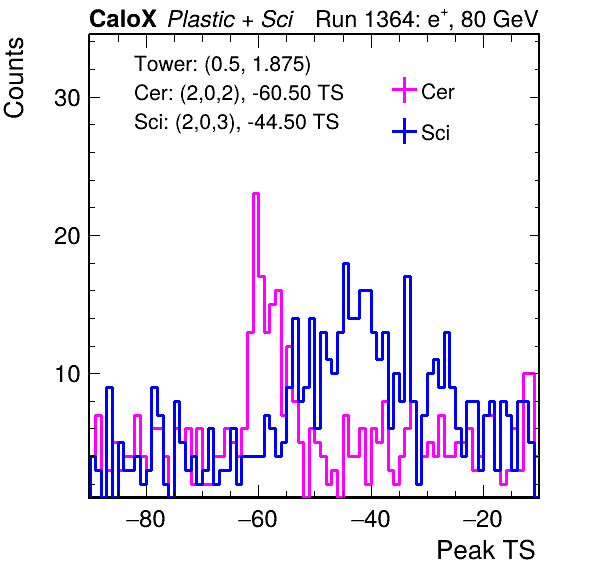 CaloX Plastic + Sci Run 1364: e+, 80 GeV
Counts
Tower: (0.5, 1.875)
Cer: (2,0,2), -60.50 TS
Sci: (2,0,3), -44.50 TS
Cer
Sci
30
20
10
−80 −60 −40 −20
Peak TS